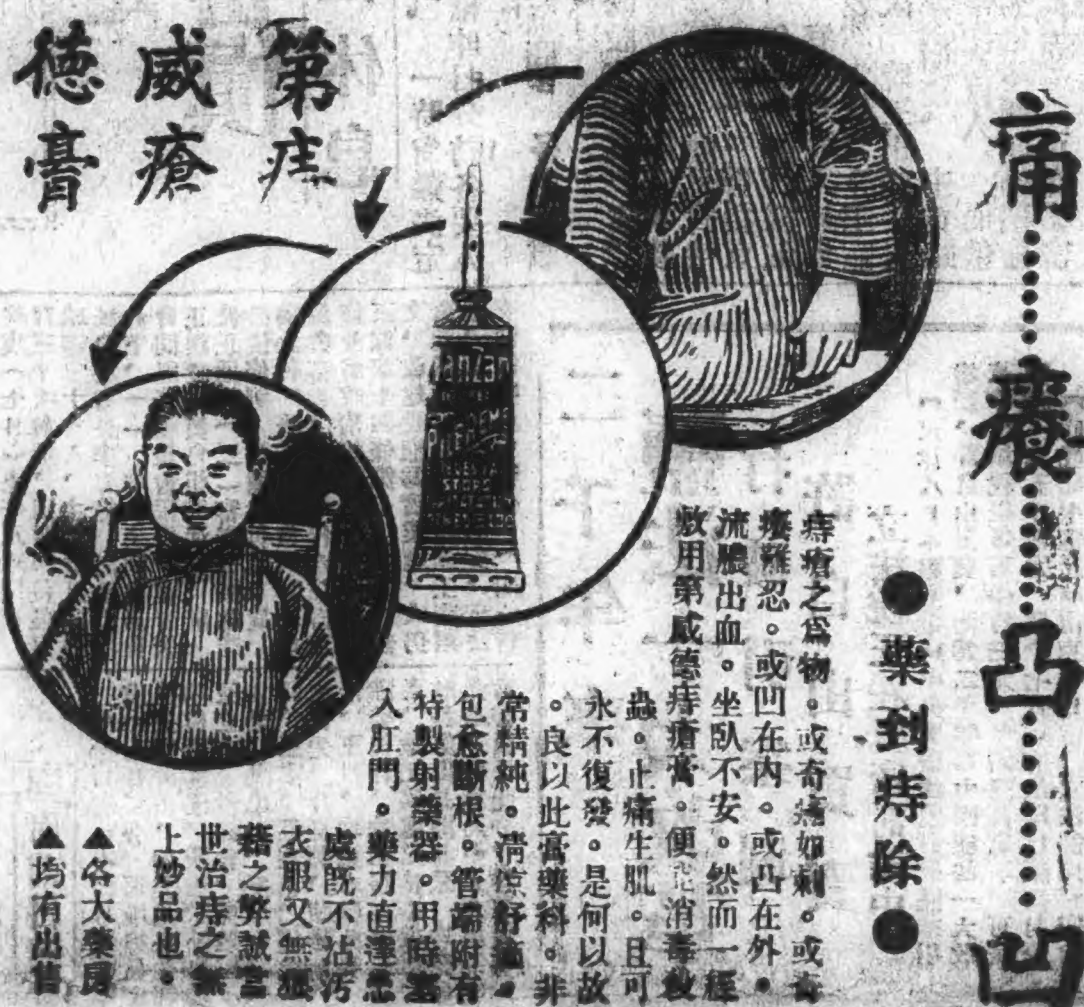 痛……癢……凸……凹
●藥到痔除●
痔瘡之爲物。或奇痛如刺。或奇
癢難忍。或凹在內。或凸在外。
流膿出血。坐臥不安。然而一經
敷用第威德痔瘡膏。便 消毒殺
蟲。止痛生肌。且可
永不復發。是何以故
。良以此膏藥料。非
常精純。清涼舒適。
包愈斷根。管端附有
特製射藥器。用時塞
入肛門。藥力直達患
處既不沾污
衣服又無狼
藉之弊誠
世治痔之無
上妙品也。
▲各大藥房
▲均有出售
第威德
痔瘡膏
ManZan
STOPS